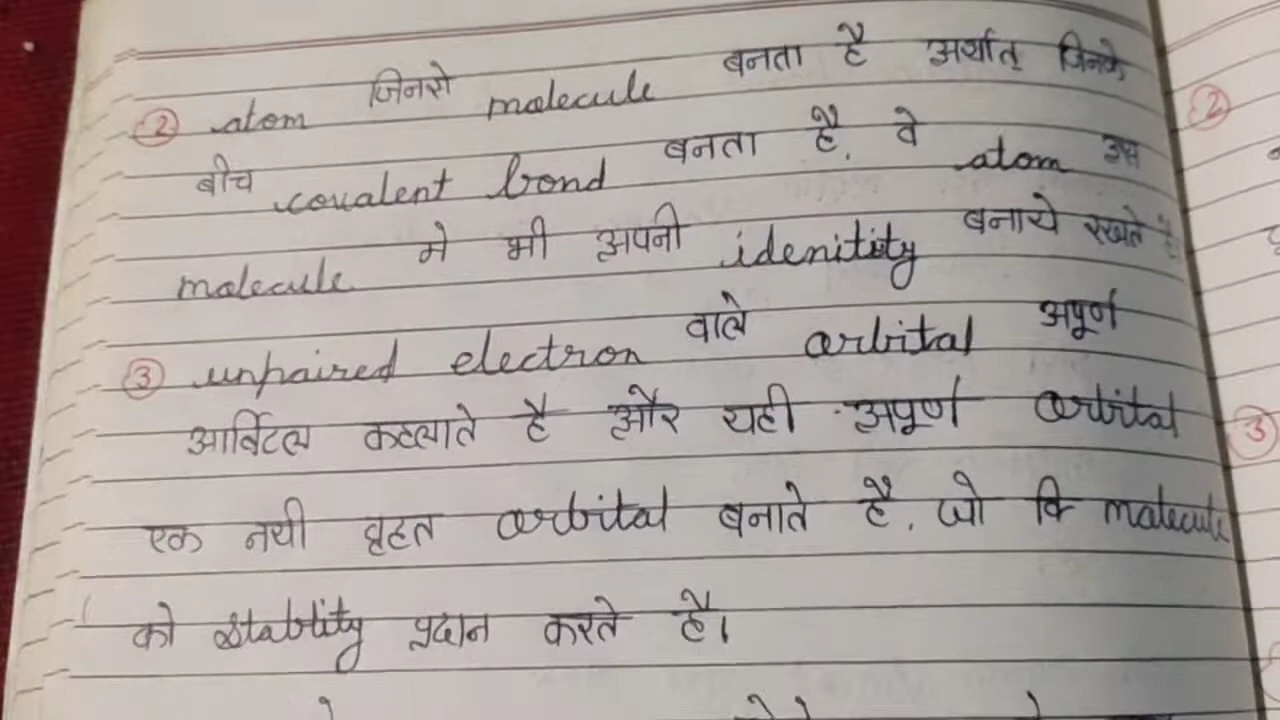 ② atom जिनसे molecule बनता है अर्थात् जिनके
बीच covalent bond बनता है, वे atom उस
molecule मे भी अपनी idenitity बनाये रखते है
③ unpaired electron वाले orbital अपूर्ण
आर्विटल कहलाते है और यही अपूर्ण orbital
एक नयी वृहत orbital बनाते है, जो कि molecule
को stablity प्रदान करते है।
②
③